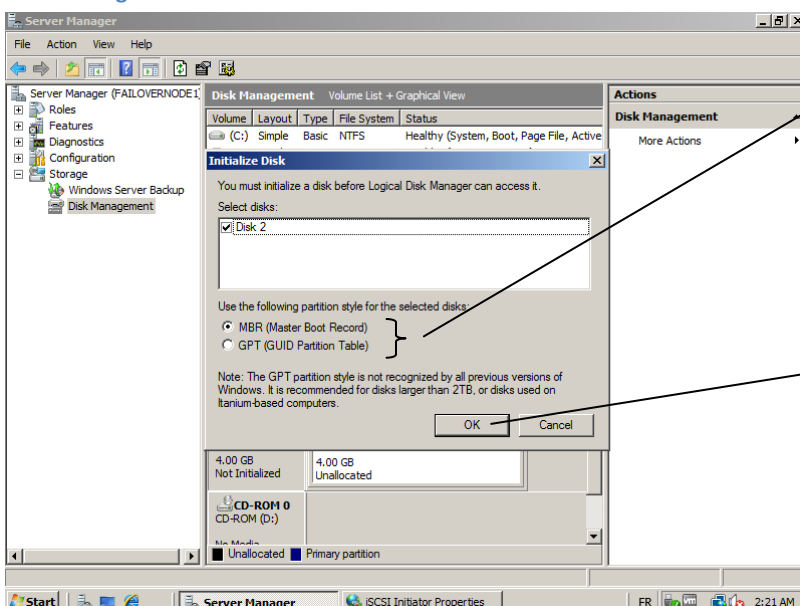 Server Manager
File Action View Help
Server Manager (FAILOVERNODE1
Roles
Features
Diagnostics
Configuration
Storage
Windows Server Backup
Disk Management
Disk Management Volume List + Graphical View
Volume Layout Type File System Status
(C:) Simple Basic NTFS Healthy (System, Boot, Page File, Active
Initialize Disk
You must initialize a disk before Logical Disk Manager can access it.
Select disks:
Disk 2
Use the following partition style for the selected disks:
MBR (Master Boot Record)
GPT (GUID Partition Table)
Note: The GPT partition style is not recognized by all previous versions of
Windows. It is recommended for disks larger than 2TB, or disks used on
Itanium-based computers.
OK Cancel
4.00 GB
Not Initialized
4.00 GB
Unallocated
CD-ROM 0
CD-ROM (D:)
No Media
Unallocated Primary partition
Actions
Disk Management
More Actions
Start Server Manager iSCSI Initiator Properties FR 2:21 AM